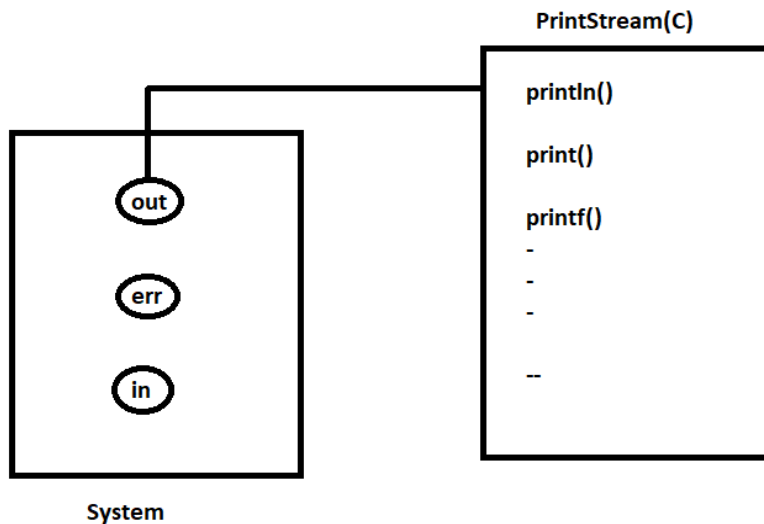 PrintStream(C)
println()
print()
printf()
-
-
-
--
out
err
in
System